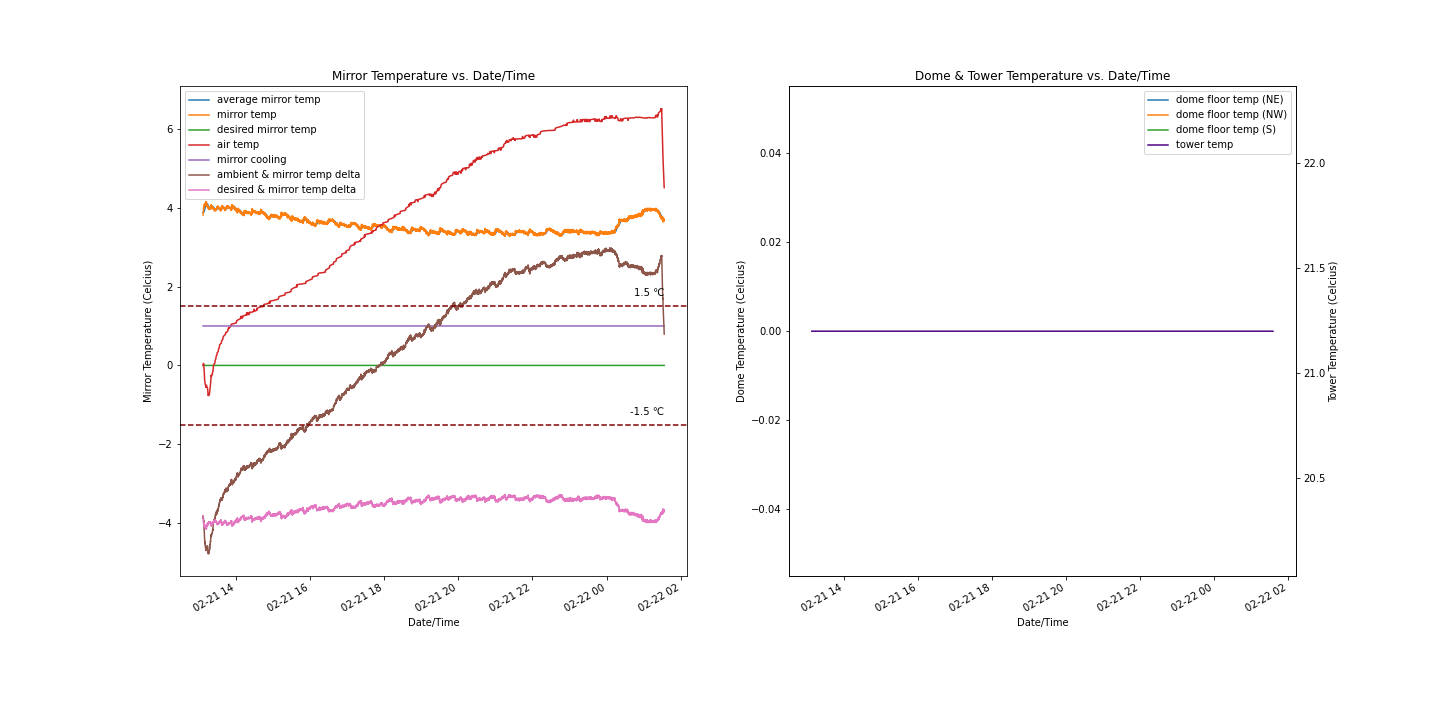 Mirror Temperature vs. Date/Time
average mirror temp
mirror temp
desired mirror temp
air temp
mirror cooling
ambient & mirror temp delta
desired & mirror temp delta
6
4
2
0
−2
−4
Mirror Temperature (Celcius)
1.5 ℃
-1.5 ℃
02-21 14
02-21 16
02-21 18
02-21 20
02-21 22
02-22 00
02-22 02
Date/Time
Dome & Tower Temperature vs. Date/Time
dome floor temp (NE)
dome floor temp (NW)
dome floor temp (S)
tower temp
0.04
0.02
0.00
−0.02
−0.04
Dome Temperature (Celcius)
22.0
21.5
21.0
20.5
Tower Temperature (Celcius)
02-21 14
02-21 16
02-21 18
02-21 20
02-21 22
02-22 00
02-22 02
Date/Time